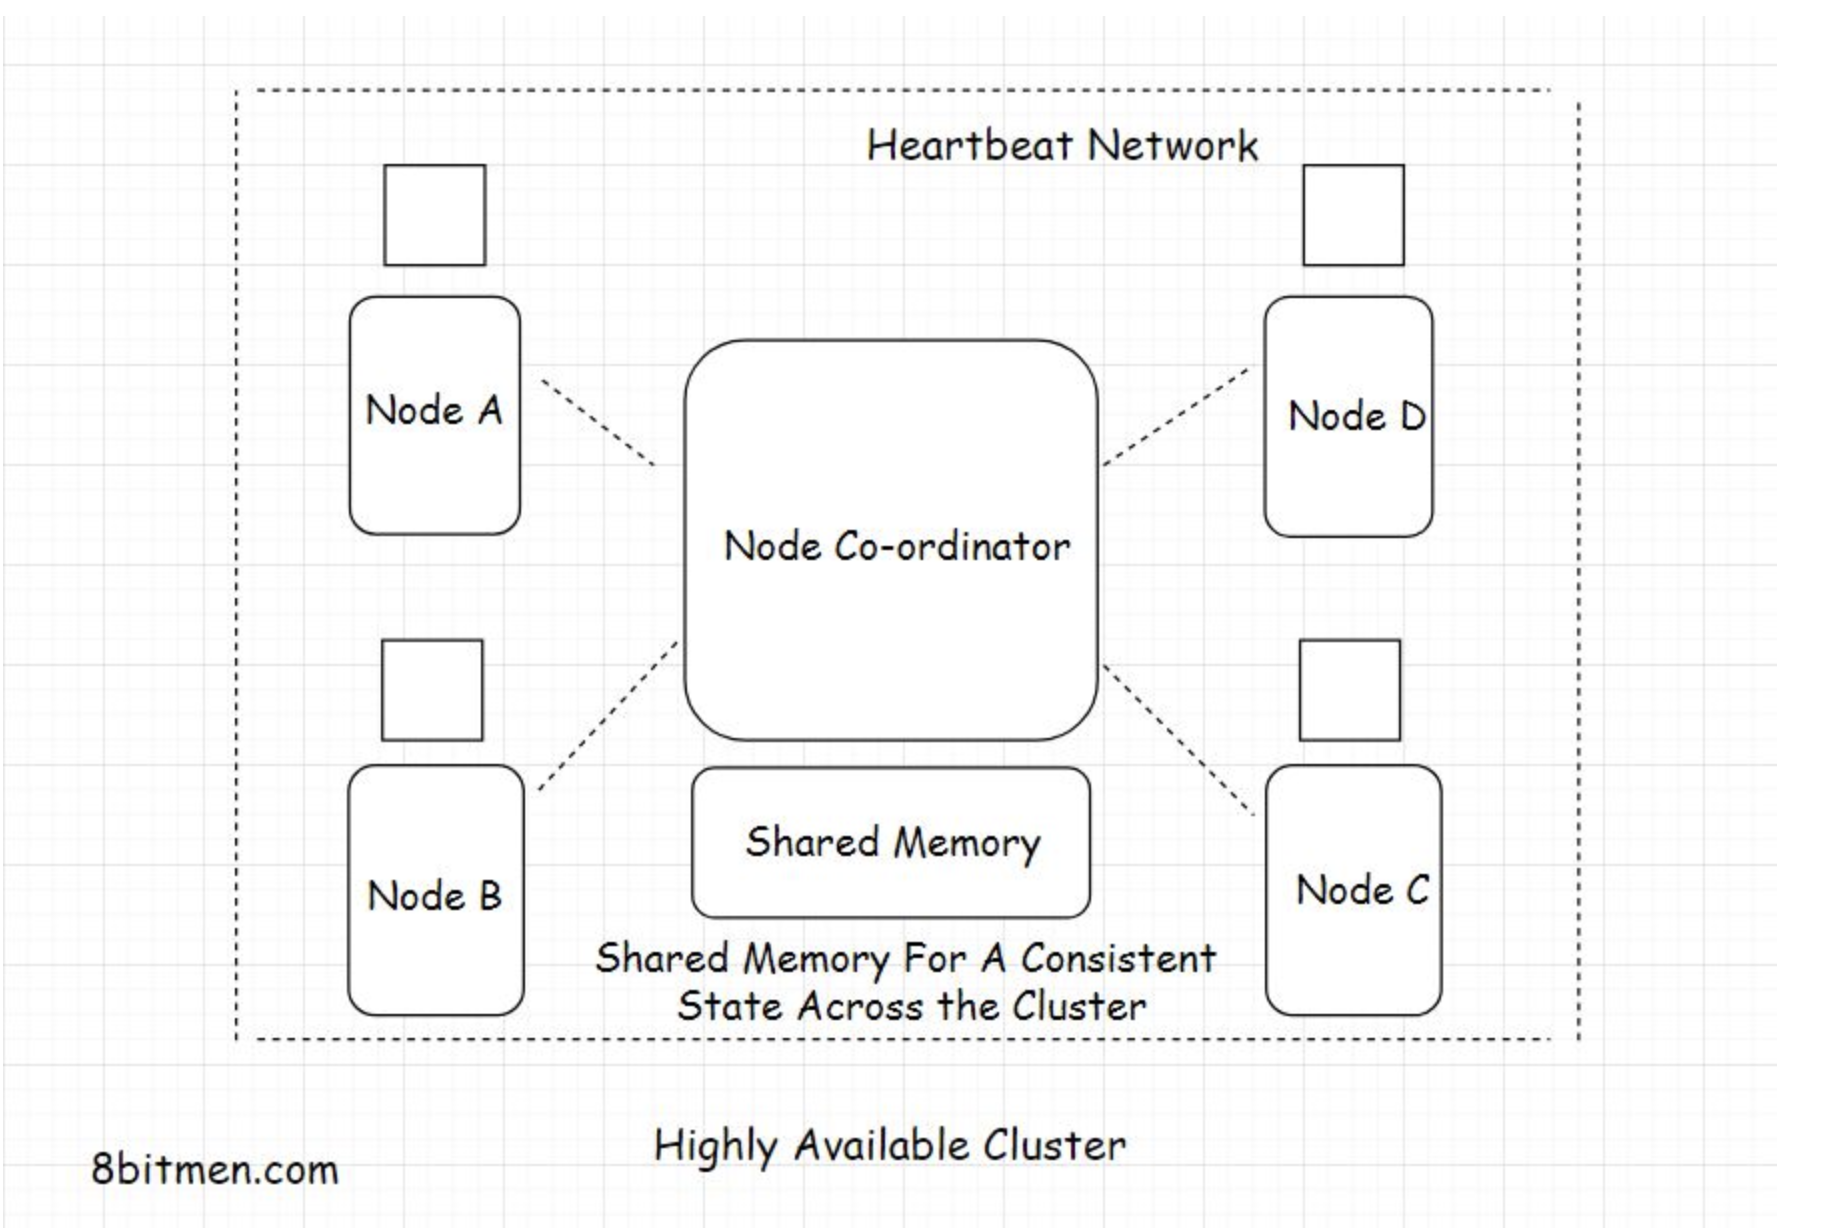 Heartbeat Network
Node A
Node D
Node Co-ordinator
Shared Memory
Node B
Node C
Shared Memory For A Consistent
State Across the Cluster
Highly Available Cluster
8bitmen.com